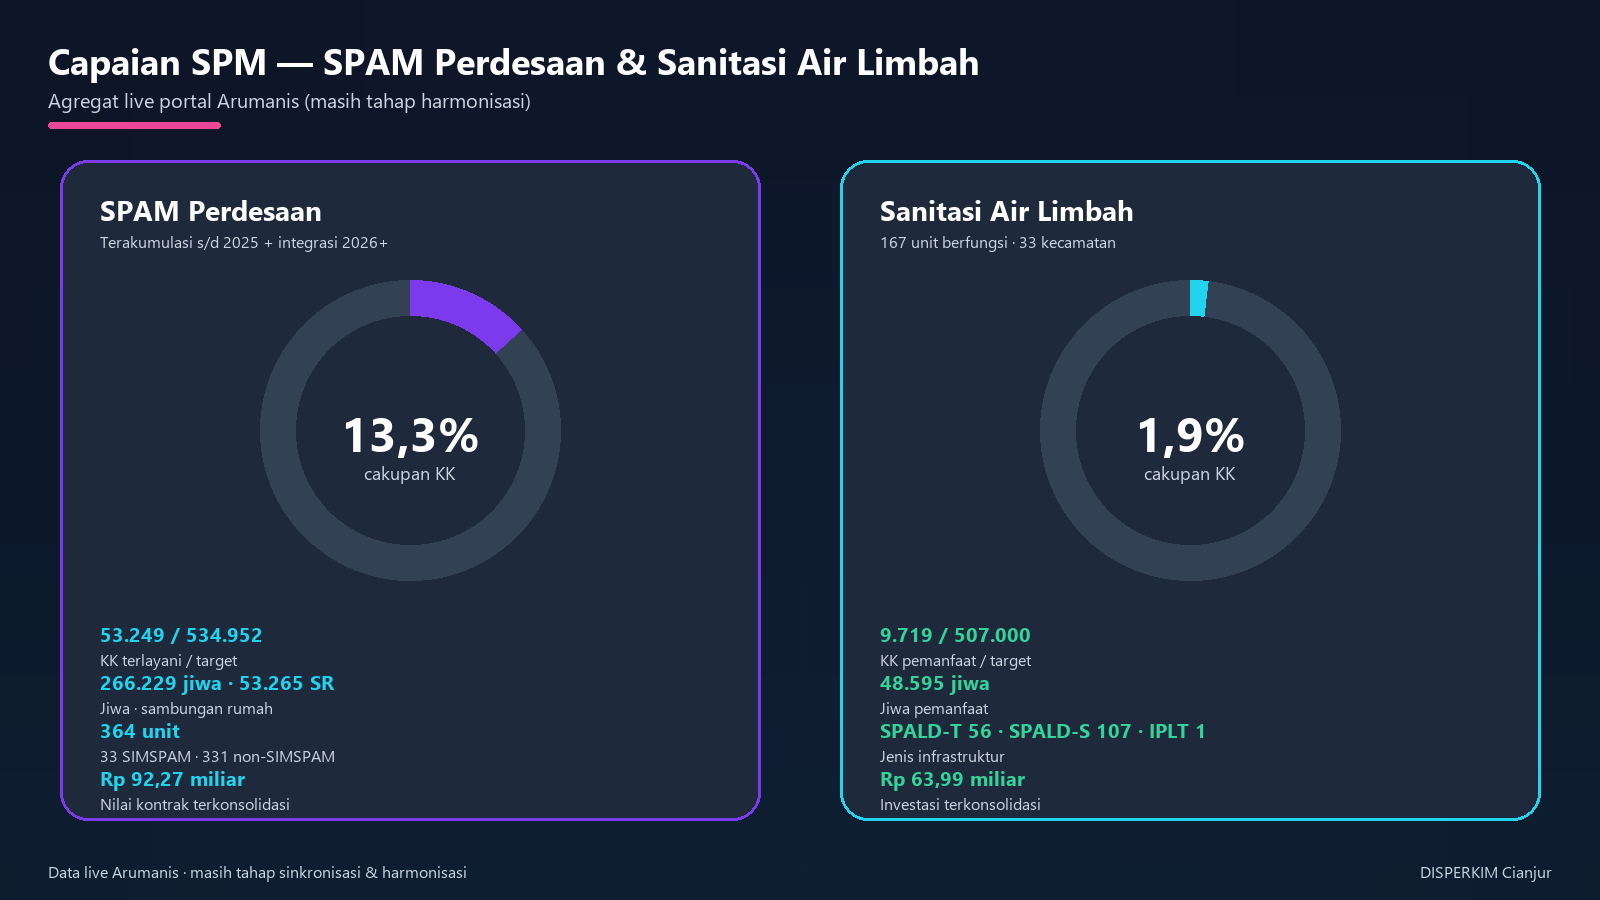 Capaian SPM — SPAM Perdesaan & Sanitasi Air Limbah
Agregat live portal Arumanis (masih tahap harmonisasi)
SPAM Perdesaan
Terakumulasi s/d 2025 + integrasi 2026+
13,3%
cakupan KK
53.249 / 534.952
KK terlayani / target
266.229 jiwa · 53.265 SR
Jiwa · sambungan rumah
364 unit
33 SIMSPAM · 331 non-SIMSPAM
Rp 92,27 miliar
Nilai kontrak terkonsolidasi
Sanitasi Air Limbah
167 unit berfungsi · 33 kecamatan
1,9%
cakupan KK
9.719 / 507.000
KK pemanfaat / target
48.595 jiwa
Jiwa pemanfaat
SPALD-T 56 · SPALD-S 107 · IPLT 1
Jenis infrastruktur
Rp 63,99 miliar
Investasi terkonsolidasi
Data live Arumanis · masih tahap sinkronisasi & harmonisasi
DISPERKIM Cianjur